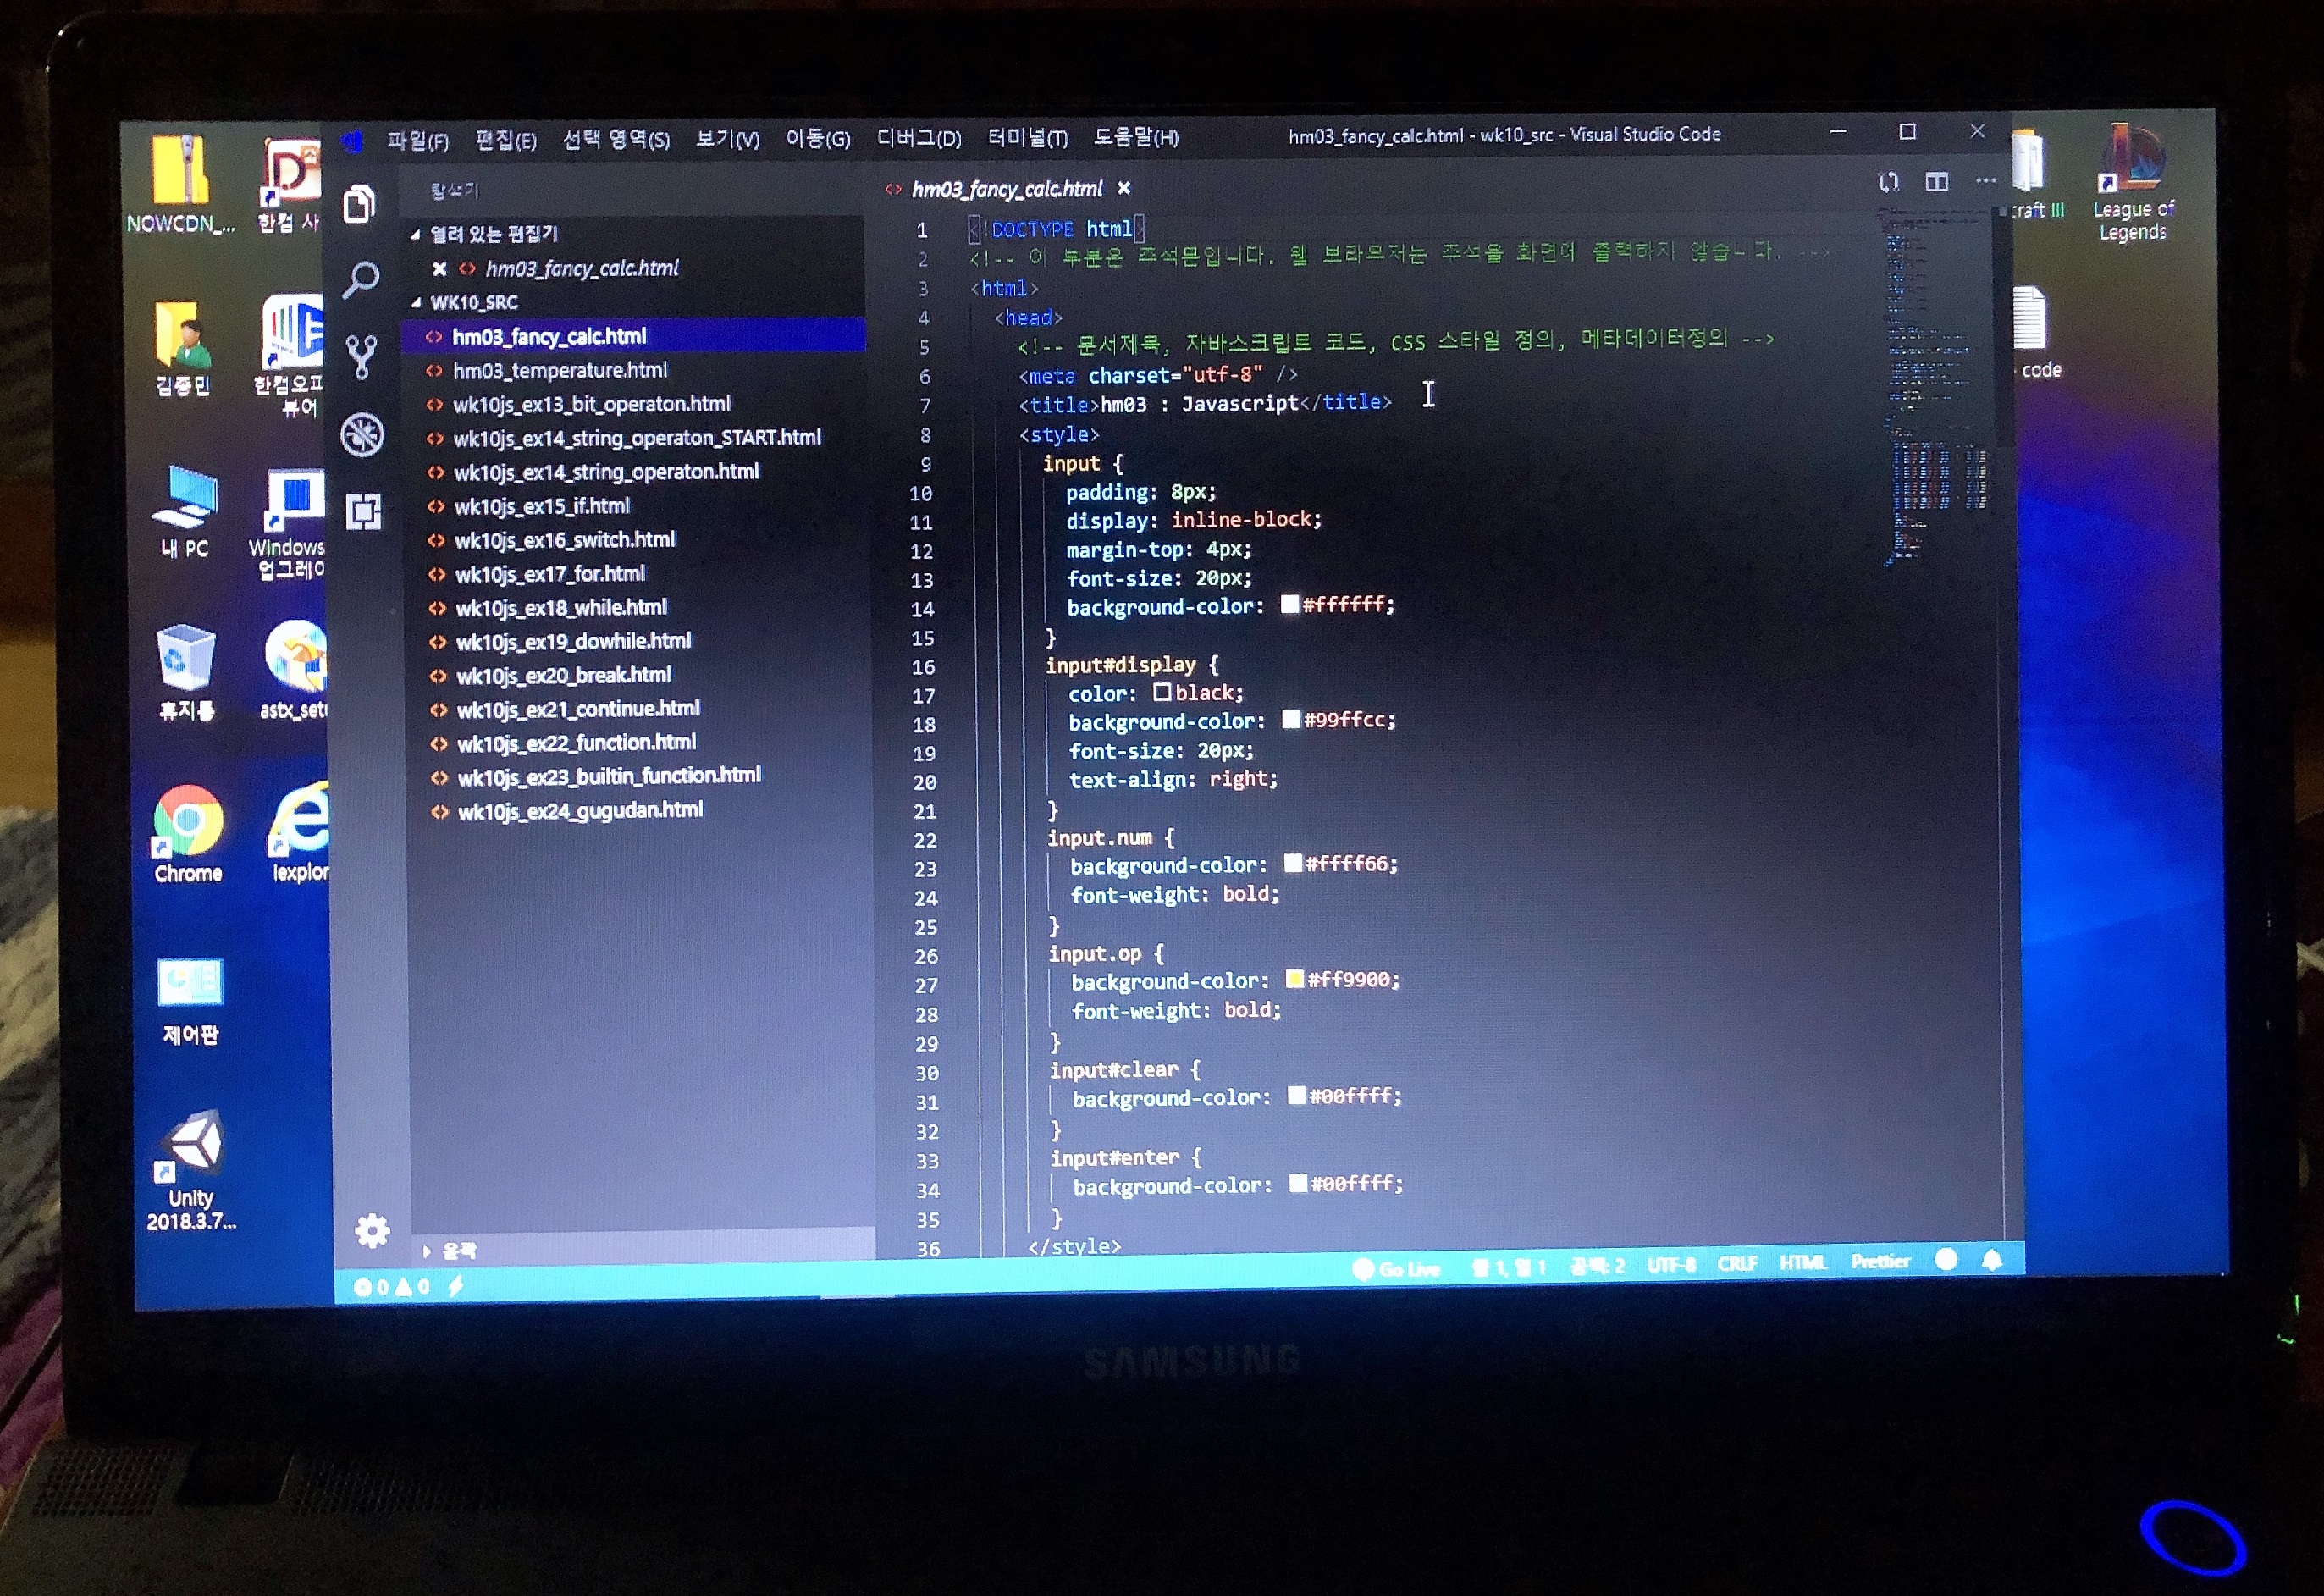 파일(F) 편집(E) 선택 영역(S) 보기(V) 이동(G) 디버그(D) 터미널(T) 도움말(H) hm03_fancy_calc.html - wk10_src - Visual Studio Code
NOWCDN_...
한컴 사
김종민
한컴오피
뷰어
내 PC
Windows
업그레이
휴지통
astx_setu
Chrome
iexplor
제어판
Unity
2018.3.7...
탐색기
열려 있는 편집기
hm03_fancy_calc.html
WK10_SRC
hm03_fancy_calc.html
hm03_temperature.html
wk10js_ex13_bit_operaton.html
wk10js_ex14_string_operaton_START.html
wk10js_ex14_string_operaton.html
wk10js_ex15_if.html
wk10js_ex16_switch.html
wk10js_ex17_for.html
wk10js_ex18_while.html
wk10js_ex19_dowhile.html
wk10js_ex20_break.html
wk10js_ex21_continue.html
wk10js_ex22_function.html
wk10js_ex23_builtin_function.html
wk10js_ex24_gugudan.html
hm03_fancy_calc.html
1 <!DOCTYPE html>
2 <!-- 이 부분은 주석문입니다. 웹 브라우저는 주석을 화면에 출력하지 않습니다. -->
3 <html>
4 <head>
5 <!-- 문서제목, 자바스크립트 코드, CSS 스타일 정의, 메타데이터정의 -->
6 <meta charset="utf-8" />
7 <title>hm03 : Javascript</title>
8 <style>
9 input {
10 padding: 8px;
11 display: inline-block;
12 margin-top: 4px;
13 font-size: 20px;
14 background-color: #ffffff;
15 }
16 input#display {
17 color: black;
18 background-color: #99ffcc;
19 font-size: 20px;
20 text-align: right;
21 }
22 input.num {
23 background-color: #ffff66;
24 font-weight: bold;
25 }
26 input.op {
27 background-color: #ff9900;
28 font-weight: bold;
29 }
30 input#clear {
31 background-color: #00ffff;
32 }
33 input#enter {
34 background-color: #00ffff;
35 }
36 </style>
craft III
League of
Legends
code
0 0 Go Live 줄 1, 열 1 공백: 2 UTF-8 CRLF HTML Prettier
SAMSUNG